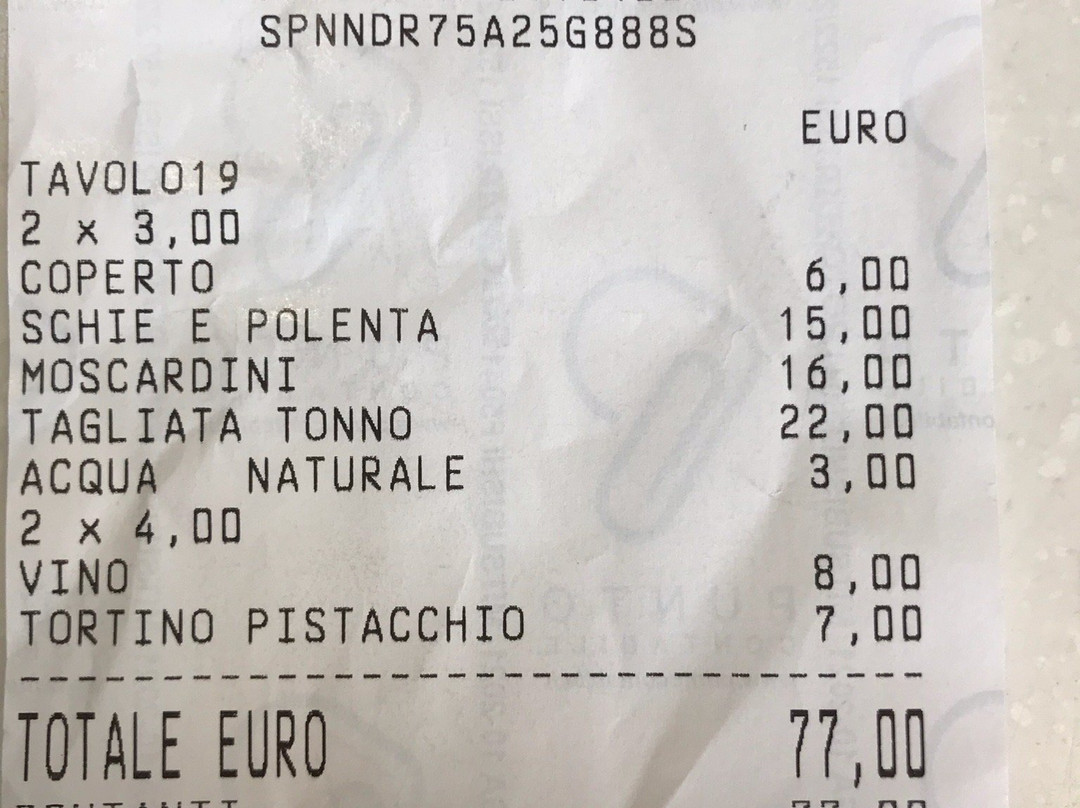 SPNNDR75A25G888S
EURO
TAVOLO19
2 x 3,00
COPERTO 6,00
SCHIE E POLENTA 15,00
MOSCARDINI 16,00
TAGLIATA TONNO 22,00
ACQUA NATURALE 3,00
2 x 4,00
VINO 8,00
TORTINO PISTACCHIO 7,00
--------------------------------
TOTALE EURO 77,00